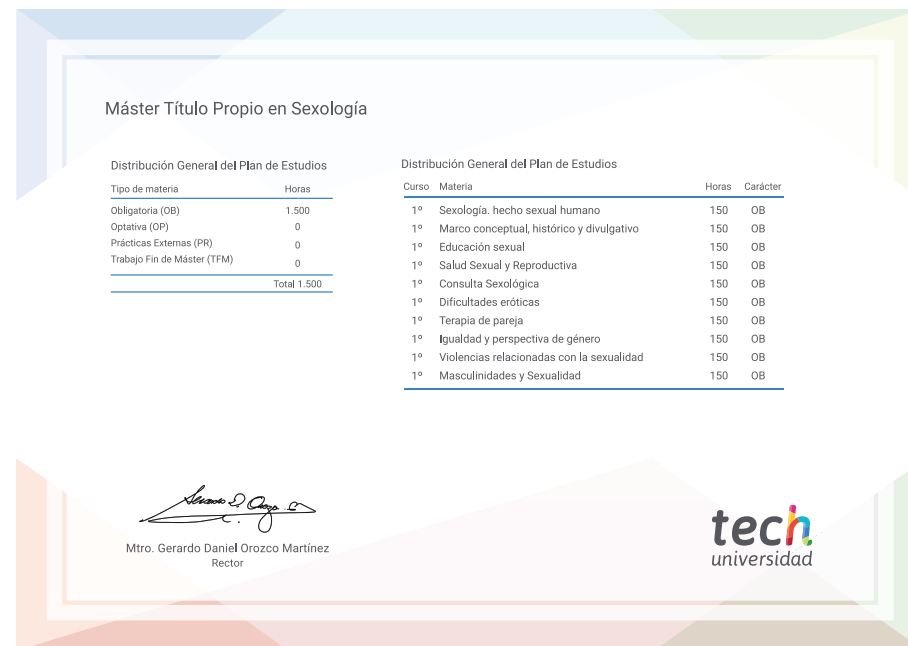 Máster Título Propio en Sexología
Distribución General del Plan de Estudios
Tipo de materia Horas
Obligatoria (OB) 1.500
Optativa (OP) 0
Prácticas Externas (PR) 0
Trabajo Fin de Máster (TFM) 0
Total 1.500
Distribución General del Plan de Estudios
Curso Materia Horas Carácter
1º Sexología. hecho sexual humano 150 OB
1º Marco conceptual, histórico y divulgativo 150 OB
1º Educación sexual 150 OB
1º Salud Sexual y Reproductiva 150 OB
1º Consulta Sexológica 150 OB
1º Dificultades eróticas 150 OB
1º Terapia de pareja 150 OB
1º Igualdad y perspectiva de género 150 OB
1º Violencias relacionadas con la sexualidad 150 OB
1º Masculinidades y Sexualidad 150 OB
Mtro. Gerardo Daniel Orozco Martínez
Rector
tech
universidad